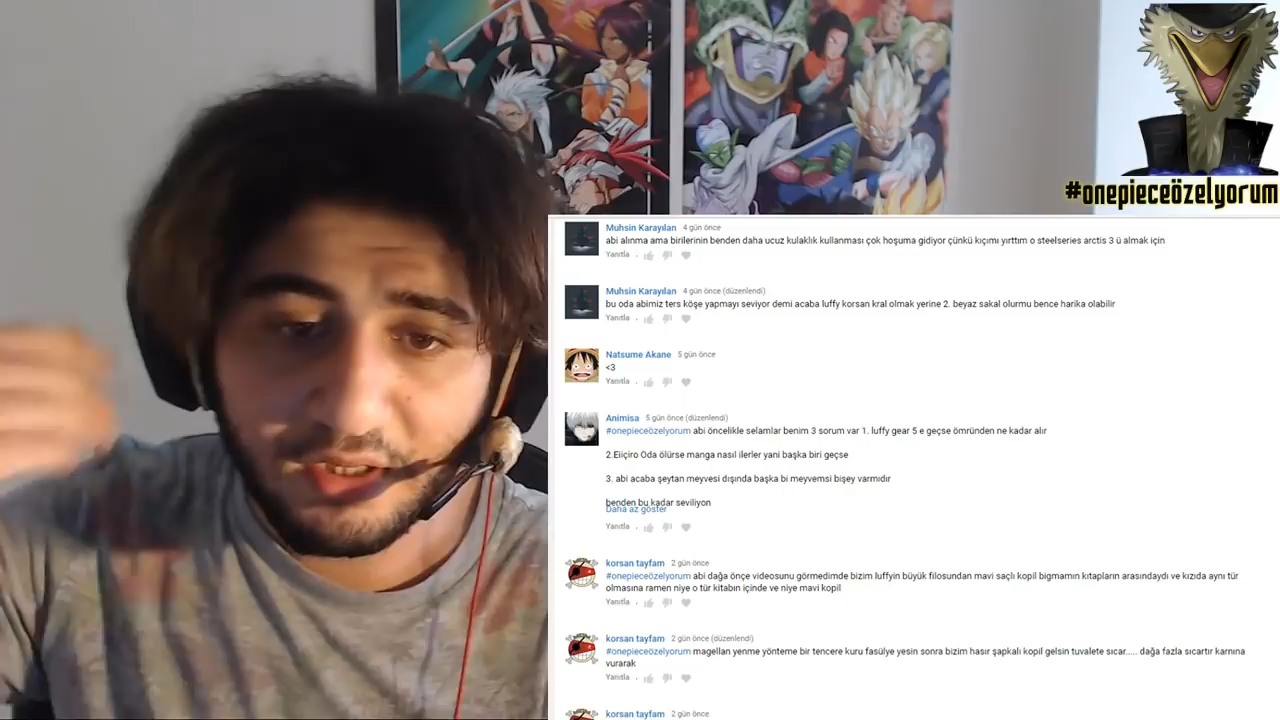 #onepieceözelyorum
Muhsin Karayılan 4 gün önce
abi alınma ama birilerinin benden daha ucuz kulaklık kullanması çok hoşuma gidiyor çünkü kıçımı yırttım o steelseries arctis 3 ü almak için
Yanıtla
Muhsin Karayılan 4 gün önce (düzenlendi)
bu oda abimiz ters köşe yapmayı seviyor demi acaba luffy korsan kral olmak yerine 2. beyaz sakal olurmu bence harika olabilir
Yanıtla
Natsume Akane 5 gün önce
<3
Yanıtla
Animisa 5 gün önce (düzenlendi)
#onepieceözelyorum abi öncelikle selamlar benim 3 sorum var 1. luffy gear 5 e geçse ömründen ne kadar alır
2.Eiiçiro Oda ölürse manga nasıl ilerler yani başka biri geçse
3. abi acaba şeytan meyvesi dışında başka bi meyvemsi bişey varmıdır
benden bu kadar seviliyon
Daha az göster
Yanıtla
korsan tayfam 2 gün önce
#onepieceözelyorum abi dağa önçe videosunu görmedimde bizim luffyin büyük filosundan mavi saçlı kopil bigmamın kıtapların arasındaydı ve kızıda aynı tür
olmasına ramen niye o tür kitabın içinde ve niye mavi kopil
Yanıtla
korsan tayfam 2 gün önce (düzenlendi)
#onepieceözelyorum magellan yenme yönteme bir tencere kuru fasülye yesin sonra bizim hasır şapkalı kopil gelsin tuvalete sıcar..... dağa fazla sıcartır karnına
vurarak
Yanıtla
korsan tayfam 2 gün önce